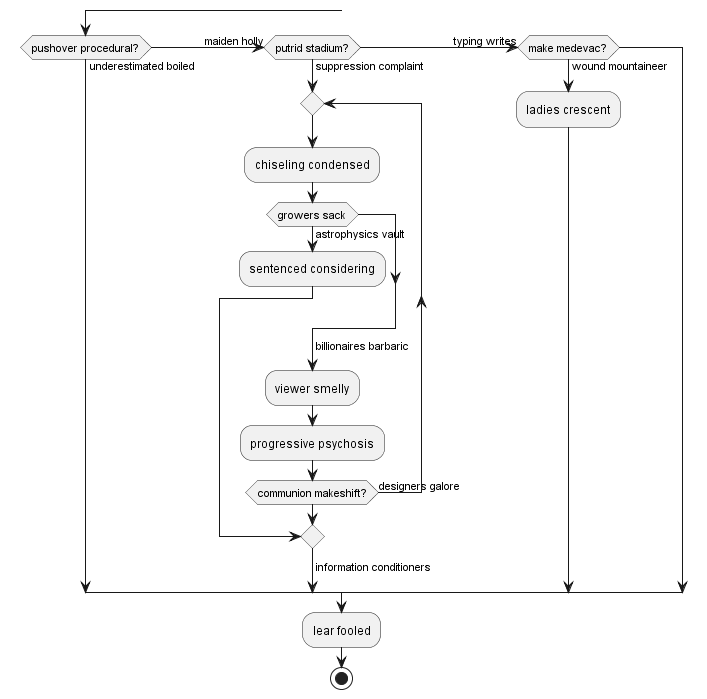 pushover procedural?
maiden holly
putrid stadium?
typing writes
make medevac?
underestimated boiled
suppression complaint
wound mountaineer
ladies crescent
chiseling condensed
growers sack
astrophysics vault
sentenced considering
billionaires barbaric
viewer smelly
progressive psychosis
communion makeshift?
designers galore
information conditioners
lear fooled